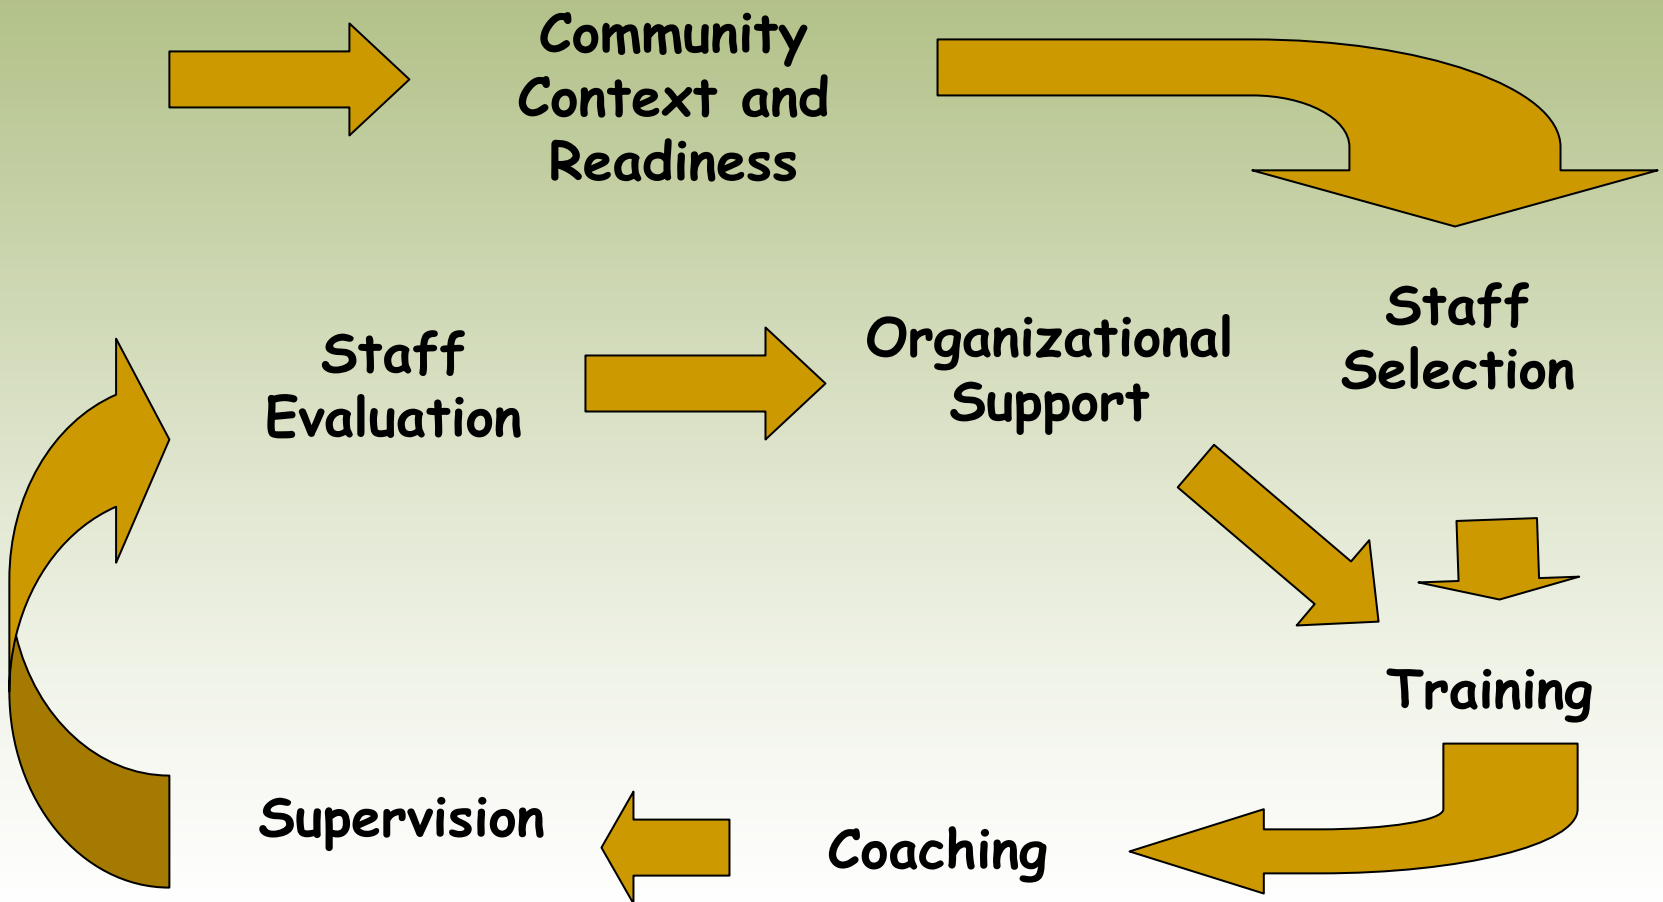 Community
Context and
Readiness
Staff
Selection
Organizational
Support
Staff
Evaluation
Training
Supervision
Coaching